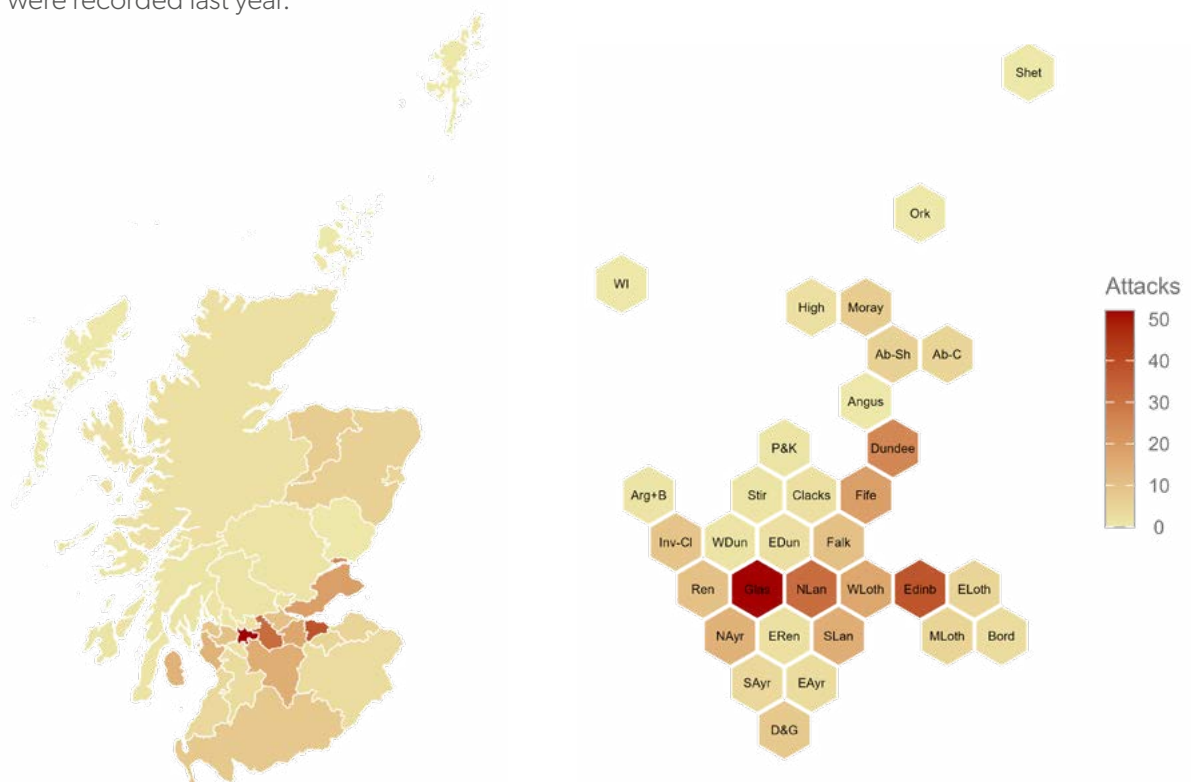 were recorded last year.
Shet
Ork
WI
High
Moray
Ab-Sh
Ab-C
Angus
P&K
Dundee
Arg+B
Stir
Clacks
Fife
Inv-Cl
WDun
EDun
Falk
Ren
Glas
NLan
WLoth
Edinb
ELoth
NAyr
ERen
SLan
MLoth
Bord
SAyr
EAyr
D&G
Attacks
50
40
30
20
10
0